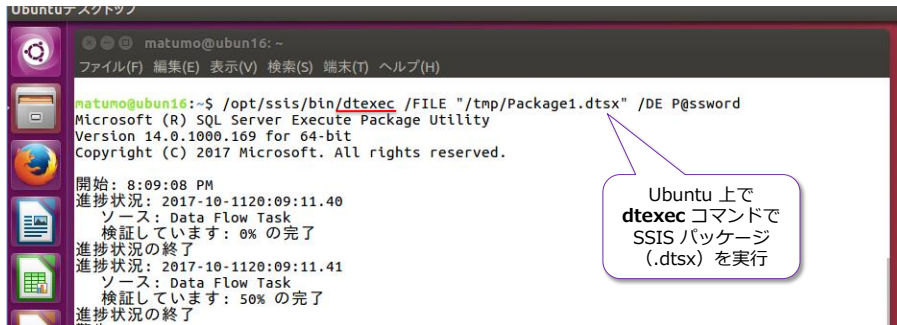 Ubuntuデスクトップ
matumo@ubun16: ~
ファイル(F) 編集(E) 表示(V) 検索(S) 端末(T) ヘルプ(H)
matumo@ubun16:~$ /opt/ssis/bin/dtexec /FILE "/tmp/Package1.dtsx" /DE P@ssword
Microsoft (R) SQL Server Execute Package Utility
Version 14.0.1000.169 for 64-bit
Copyright (C) 2017 Microsoft. All rights reserved.
開始: 8:09:08 PM
進捗状況: 2017-10-1120:09:11.40
ソース: Data Flow Task
検証しています: 0% の完了
進捗状況の終了
進捗状況: 2017-10-1120:09:11.41
ソース: Data Flow Task
検証しています: 50% の完了
進捗状況の終了
Ubuntu 上で
dtexec コマンドで
SSIS パッケージ
（.dtsx）を実行